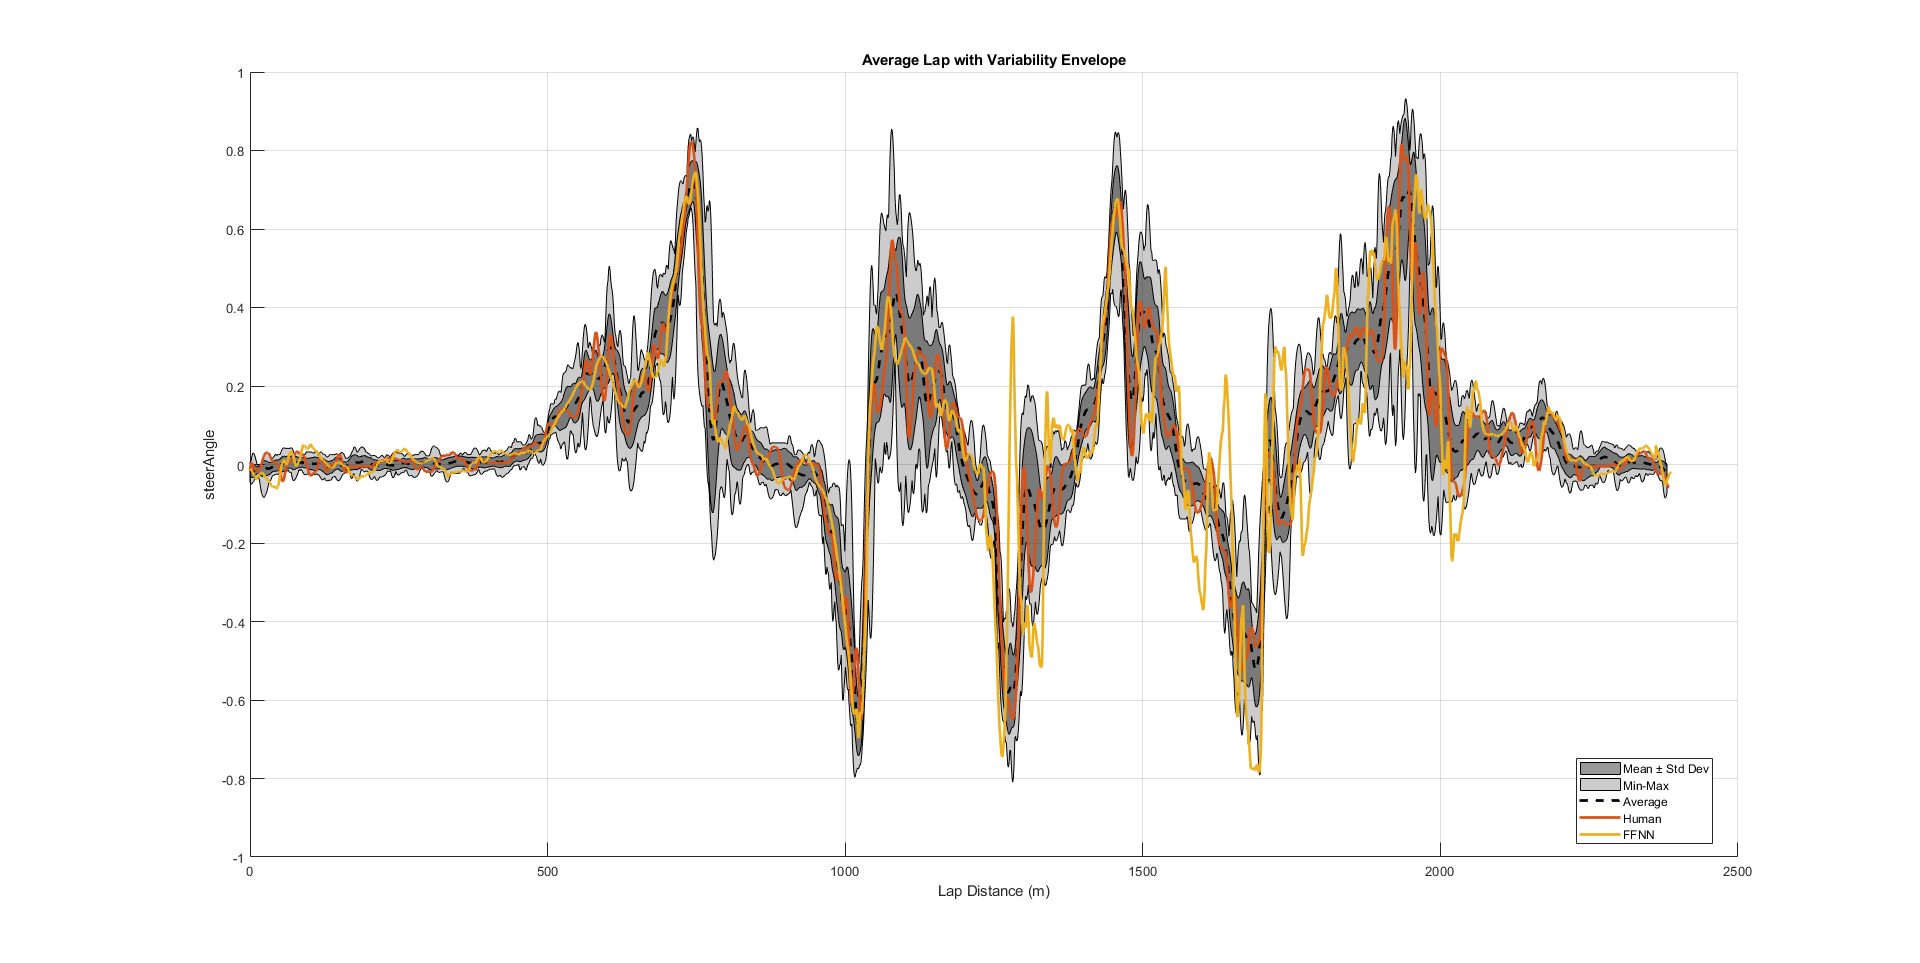 Average Lap with Variability Envelope
1
0.8
0.6
0.4
0.2
0
-0.2
-0.4
-0.6
-0.8
-1
steerAngle
0 500 1000 1500 2000 2500
Lap Distance (m)
Mean ± Std Dev
Min-Max
Average
Human
FFNN